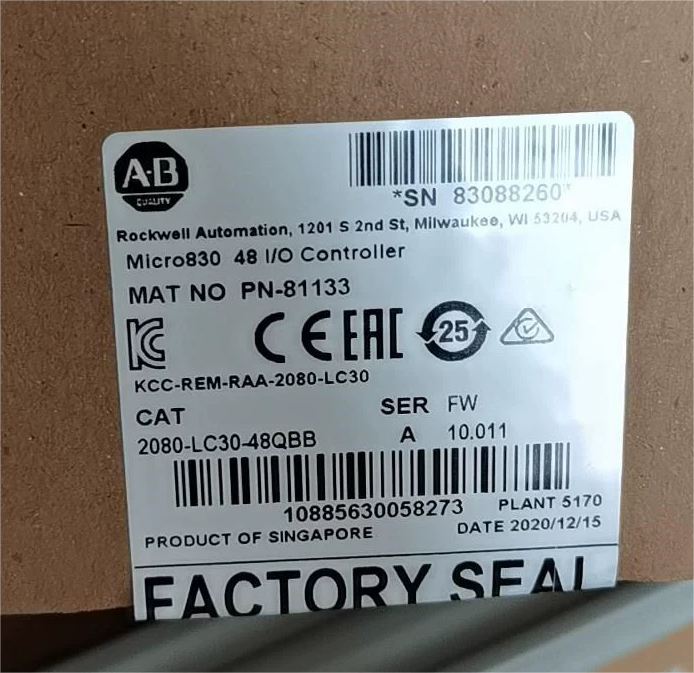 A-B
QUALITY
*SN 83088260*
Rockwell Automation, 1201 S 2nd St, Milwaukee, WI 53204, USA
Micro830 48 I/O Controller
MAT NO PN-81133
CE EAC 25
KCC-REM-RAA-2080-LC30
CAT SER FW
2080-LC30-48QBB A 10.011
10885630058273 PLANT 5170
PRODUCT OF SINGAPORE DATE 2020/12/15
FACTORY SEAL